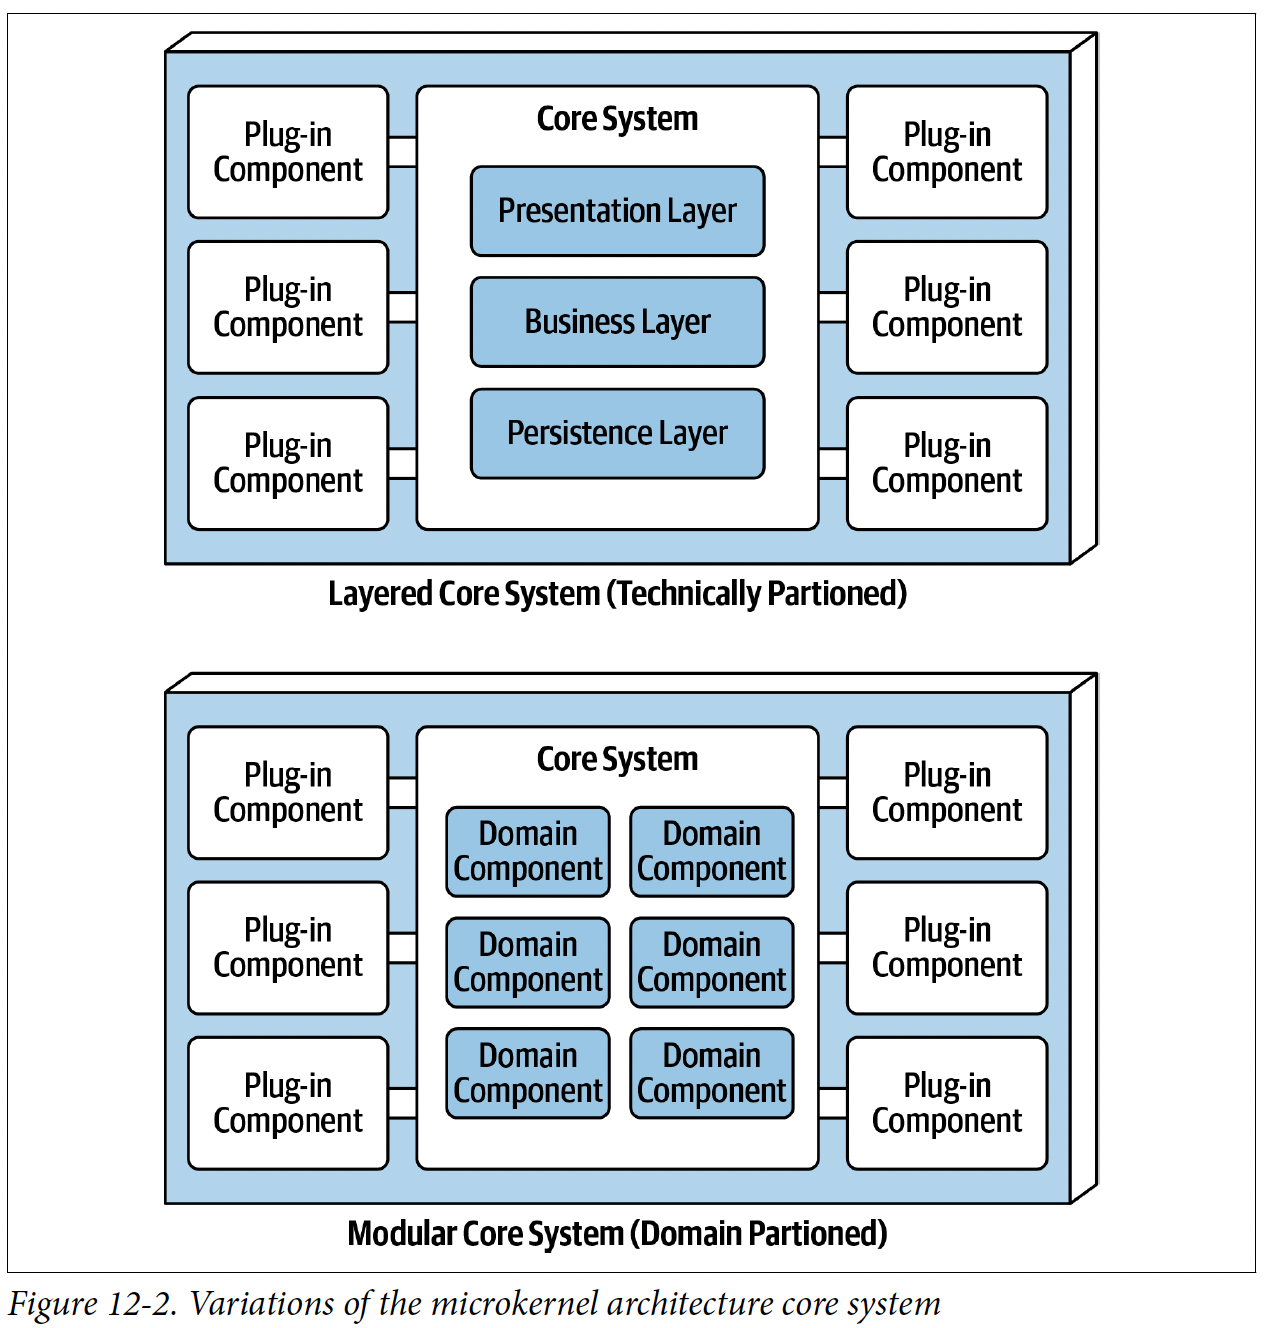 Core System
Plug-in
Component
Plug-in
Component
Presentation Layer
Plug-in
Component
Plug-in
Component
Business Layer
Plug-in
Component
Plug-in
Component
Persistence Layer
Layered Core System (Technically Partioned)
Core System
Plug-in
Component
Plug-in
Component
Domain
Component
Domain
Component
Plug-in
Component
Domain
Component
Domain
Component
Plug-in
Component
Plug-in
Component
Domain
Component
Domain
Component
Plug-in
Component
Modular Core System (Domain Partioned)
Figure 12-2. Variations of the microkernel architecture core system